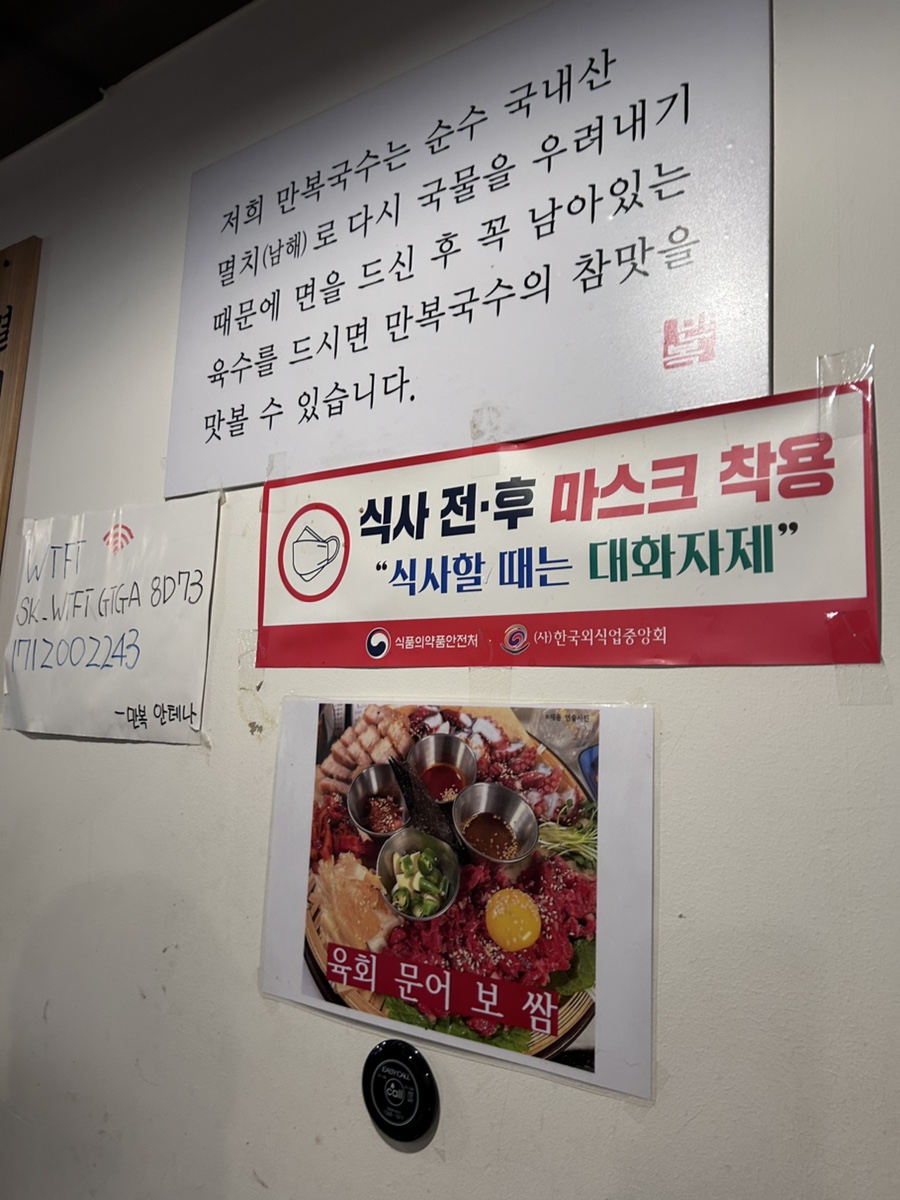 저희 만복국수는 순수 국내산
멸치(남해)로 다시 국물을 우려내기
때문에 면을 드신 후 꼭 남아있는
육수를 드시면 만복국수의 참맛을
맛볼 수 있습니다.
식사 전·후 마스크 착용
“식사할 때는 대화자제”
식품의약품안전처
(사)한국외식업중앙회
WIFI
SK_WIFI GIGA 8D73
1712002243
-만복 안테나
육회 문어 보 쌈
EASYCALL
call